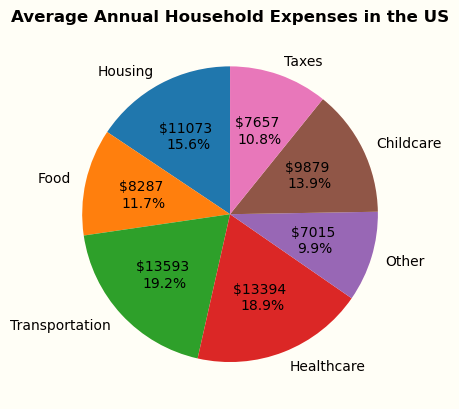 Average Annual Household Expenses in the US
Housing
$11073
15.6%
Taxes
$7657
10.8%
Childcare
$9879
13.9%
Food
$8287
11.7%
Other
$7015
9.9%
Transportation
$13593
19.2%
Healthcare
$13394
18.9%